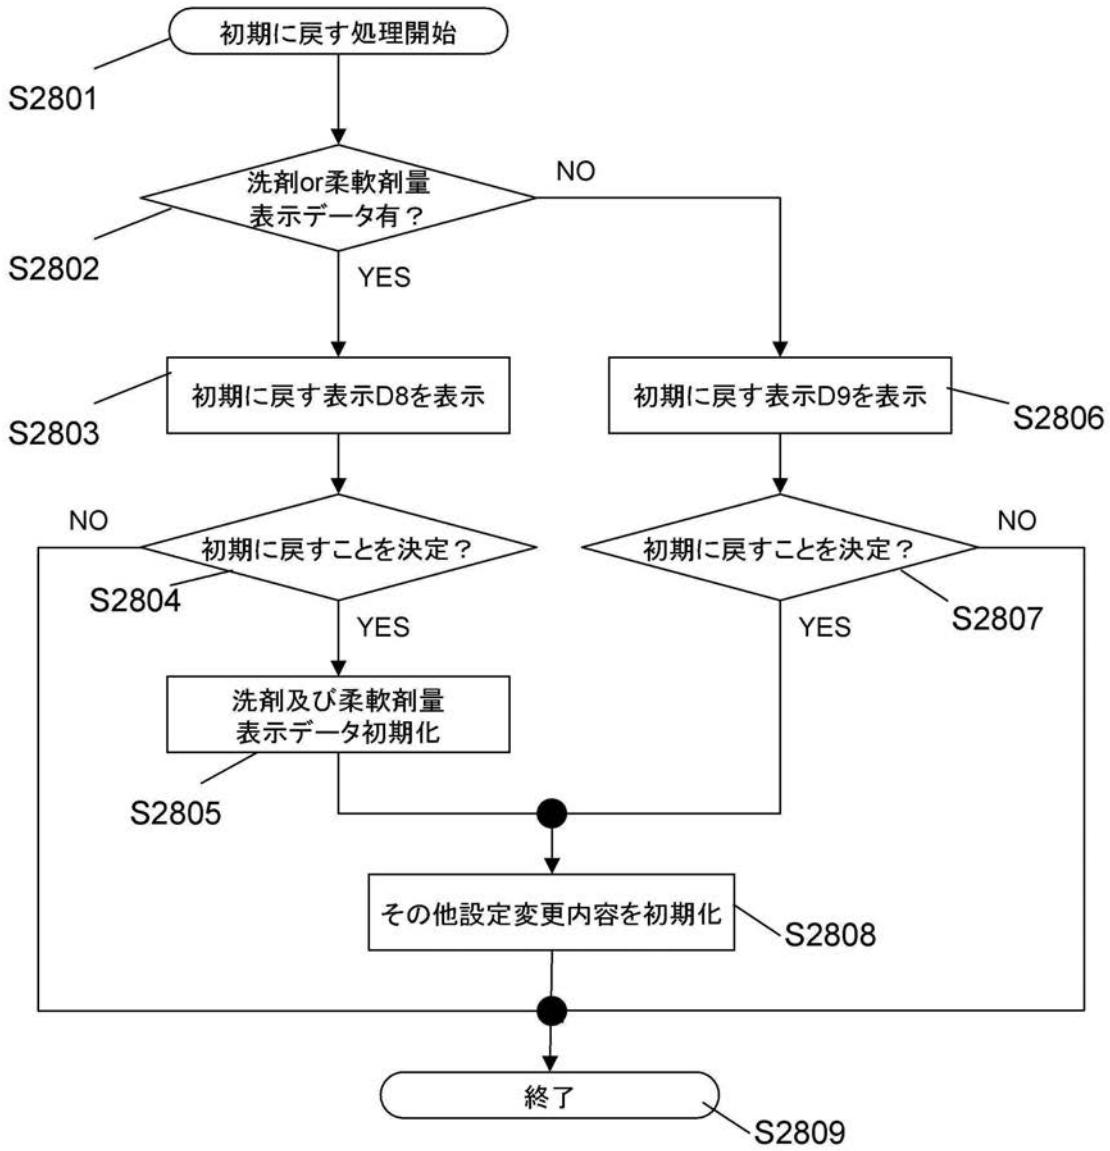 初期に戻す処理開始
S2801
洗剤or柔軟剤量
表示データ有？
NO
S2802
YES
初期に戻す表示D8を表示
S2803
初期に戻す表示D9を表示
S2806
NO
初期に戻すことを決定？
S2804
YES
初期に戻すことを決定？
NO
S2807
YES
洗剤及び柔軟剤量
表示データ初期化
S2805
その他設定変更内容を初期化
S2808
終了
S2809